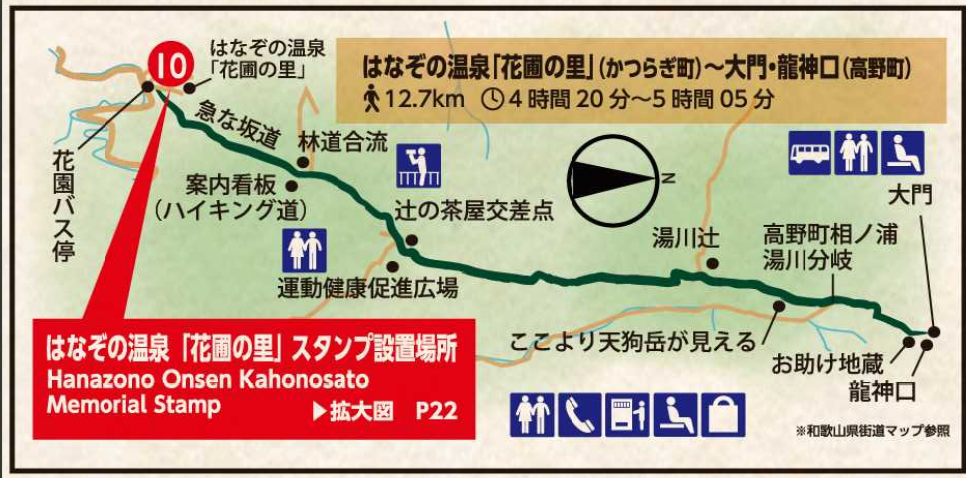 はなぞの温泉「花圃の里」(かつらぎ町)〜大門・龍神口(高野町)
12.7km 4時間20分〜5時間05分
10
はなぞの温泉
「花圃の里」
花園バス停
急な坂道
林道合流
案内看板
(ハイキング道)
辻の茶屋交差点
運動健康促進広場
N
湯川辻
高野町相ノ浦
湯川分岐
大門
ここより天狗岳が見える
お助け地蔵
龍神口
はなぞの温泉「花圃の里」スタンプ設置場所
Hanazono Onsen Kahonosato
Memorial Stamp
▶拡大図 P22
※和歌山県街道マップ参照